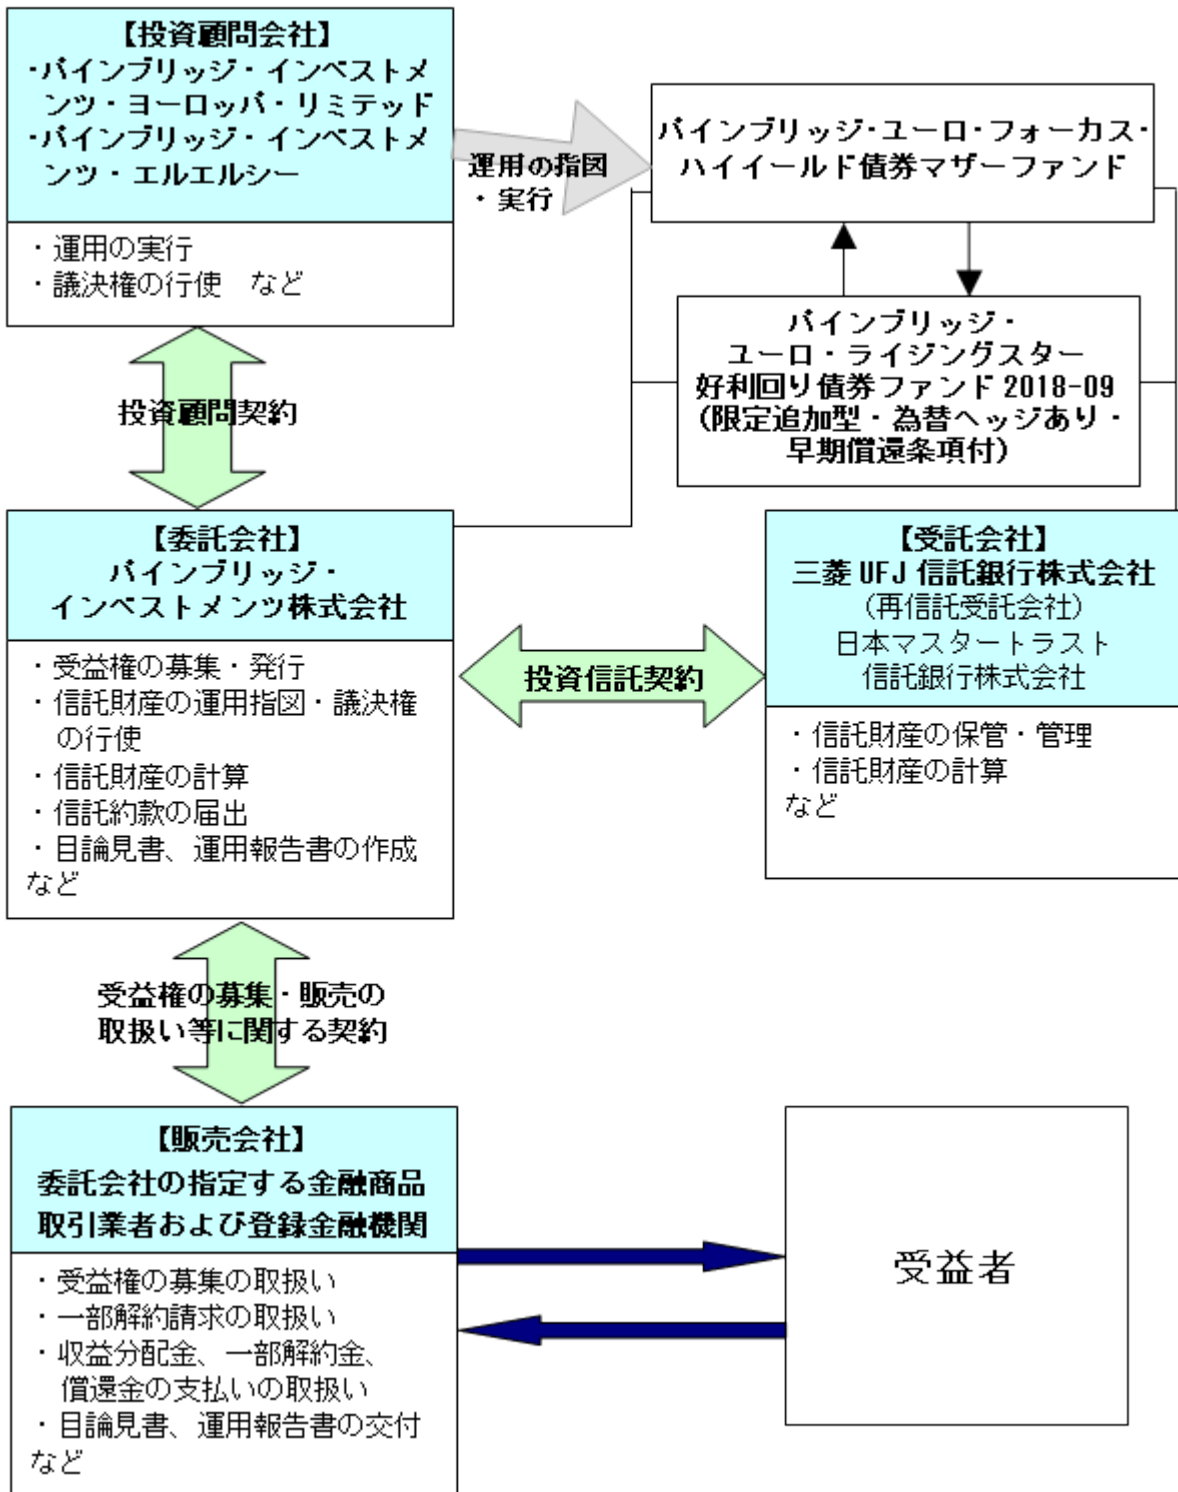 【投資顧問会社】
・パインブリッジ・インベストメ
ンツ・ヨーロッパ・リミテッド
・パインブリッジ・インベストメ
ンツ・エルエルシー
・運用の実行
・議決権の行使　など
運用の指図
・実行
パインブリッジ・ユーロ・フォーカス・
ハイイールド債券マザーファンド
パインブリッジ・
ユーロ・ライジングスター
好利回り債券ファンド 2018-09
（限定追加型・為替ヘッジあり・
早期償還条項付）
投資顧問契約
【委託会社】
パインブリッジ・
インベストメンツ株式会社
・受益権の募集・発行
・信託財産の運用指図・議決権
の行使
・信託財産の計算
・信託約款の届出
・目論見書、運用報告書の作成
など
投資信託契約
【受託会社】
三菱 UFJ 信託銀行株式会社
（再信託受託会社）
日本マスタートラスト
信託銀行株式会社
・信託財産の保管・管理
・信託財産の計算
など
受益権の募集・販売の
取扱い等に関する契約
【販売会社】
委託会社の指定する金融商品
取引業者および登録金融機関
・受益権の募集の取扱い
・一部解約請求の取扱い
・収益分配金、一部解約金、
償還金の支払いの取扱い
・目論見書、運用報告書の交付
など
受益者